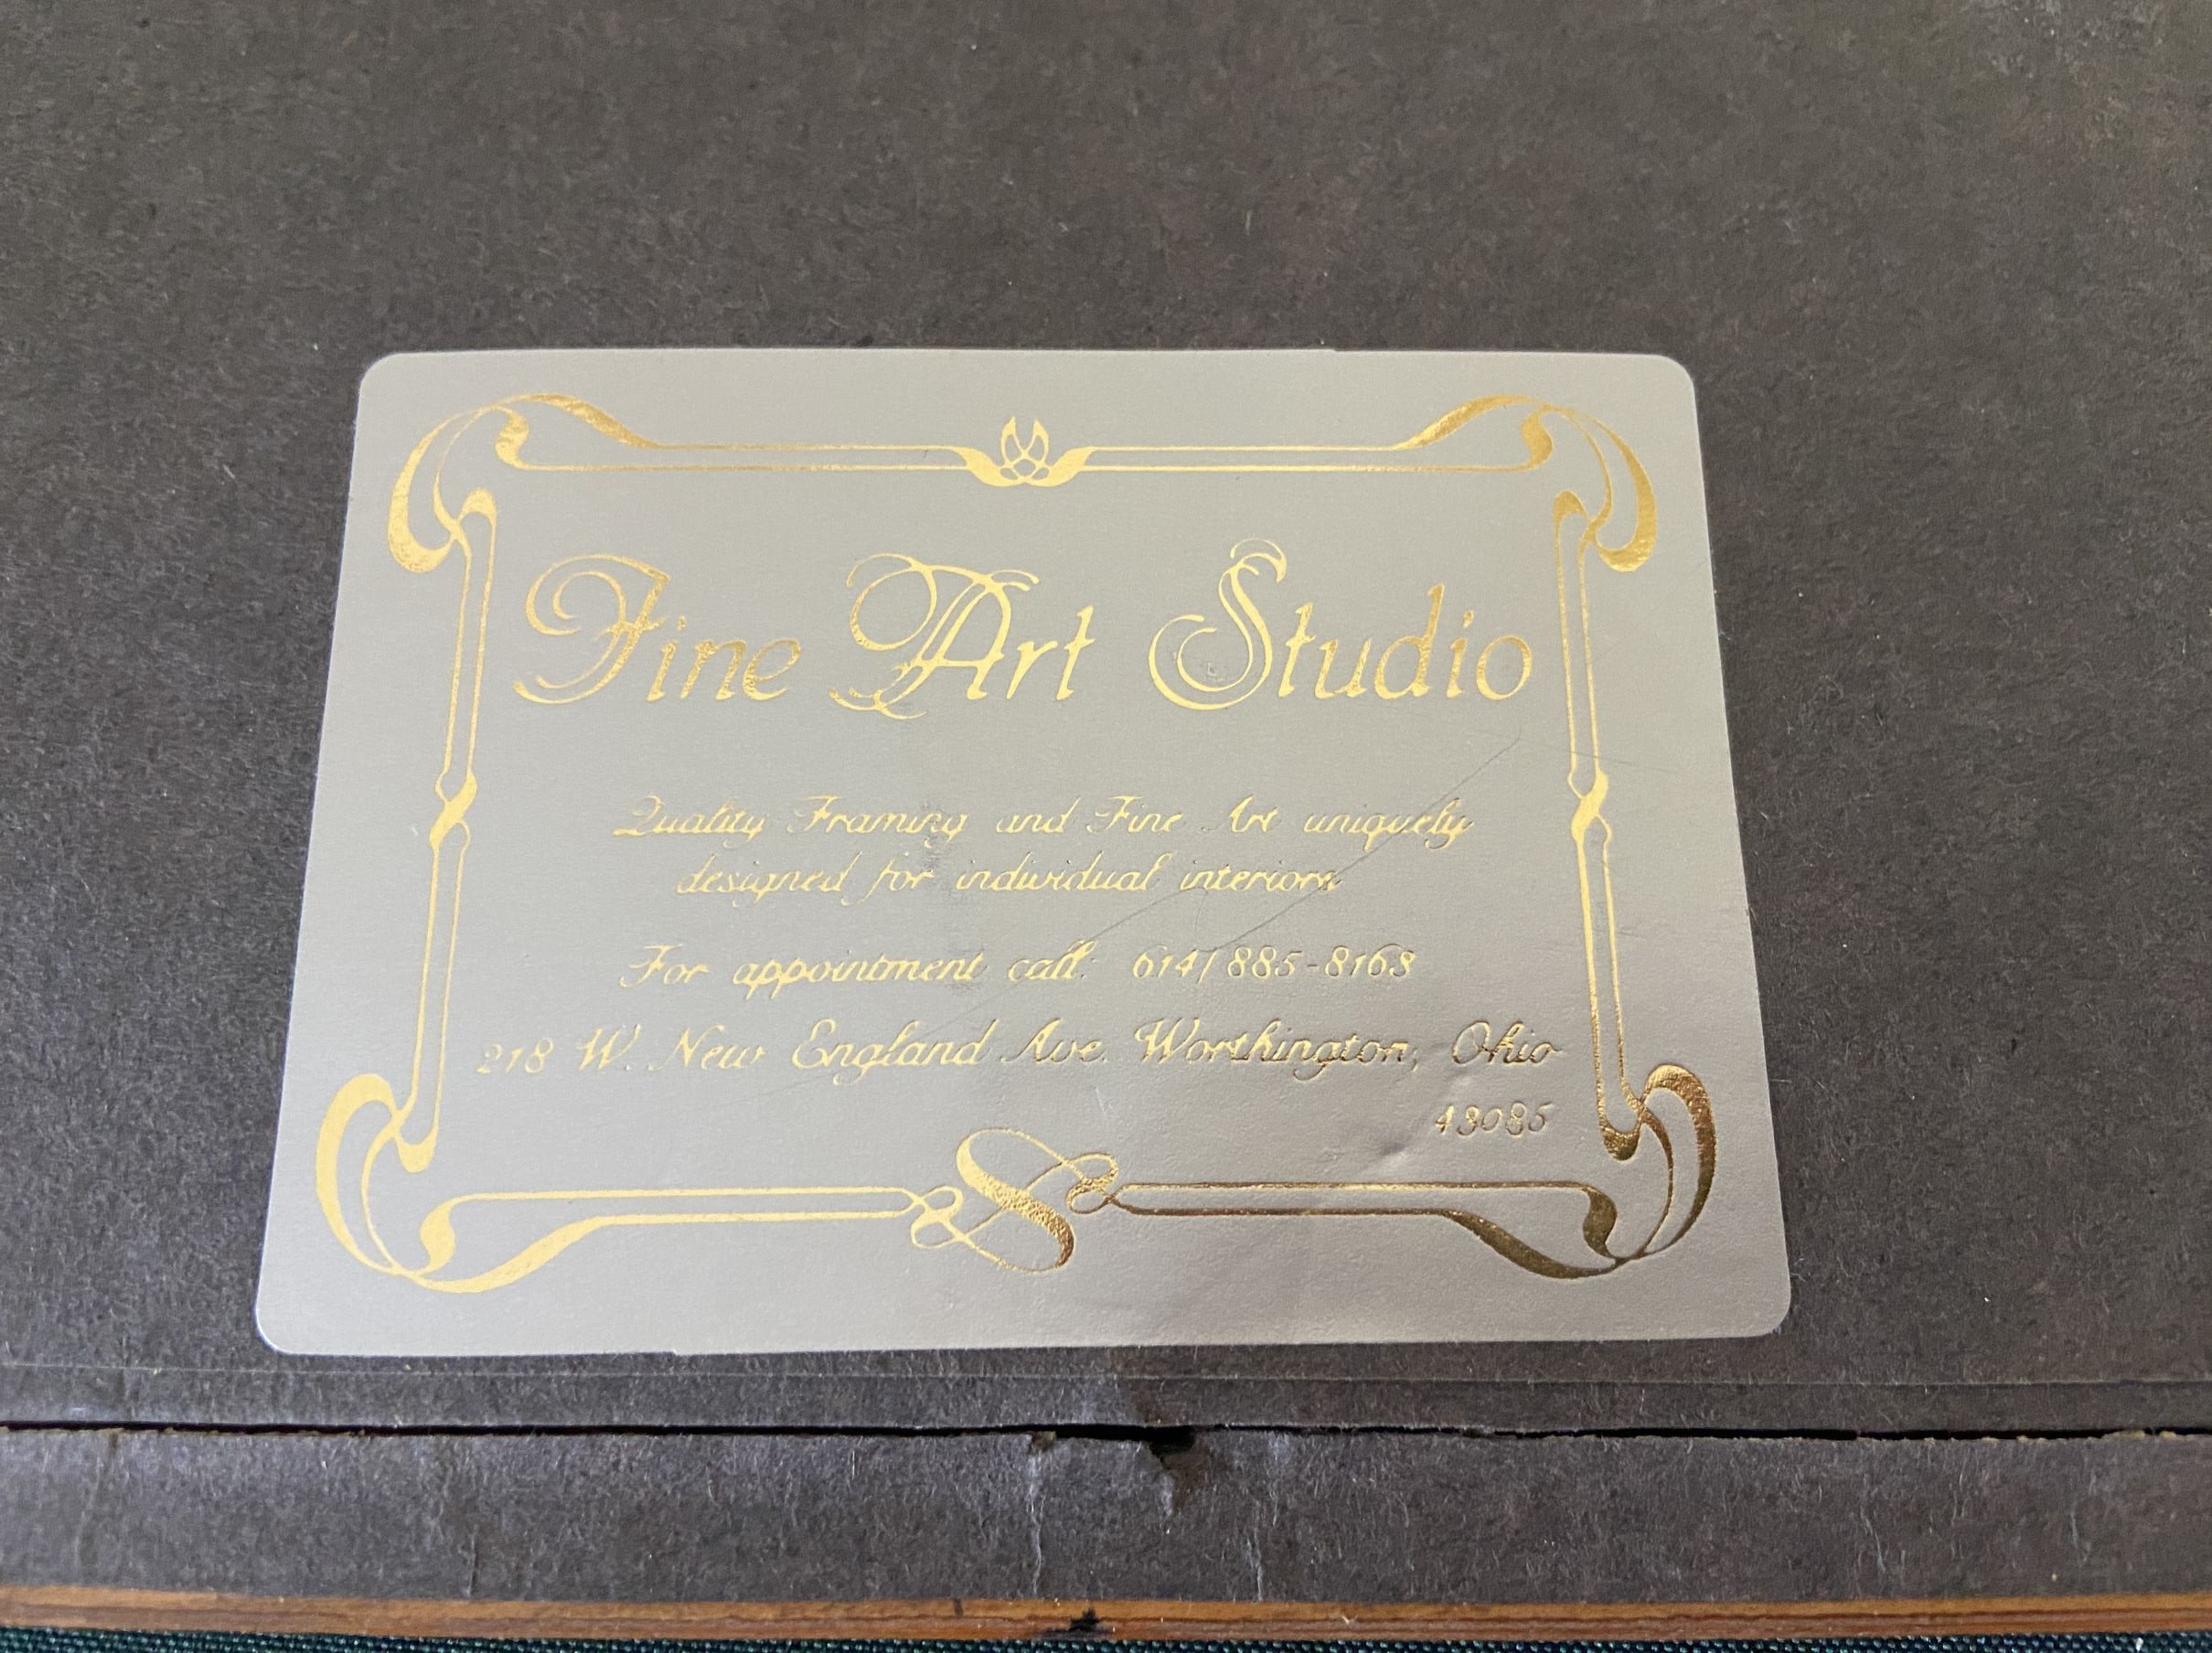 Fine Art Studio
Quality Framing and Fine Art uniquely
designed for individual interiors
For appointment call: 614/885-8163
218 W. New England Ave. Worthington, Ohio
43085